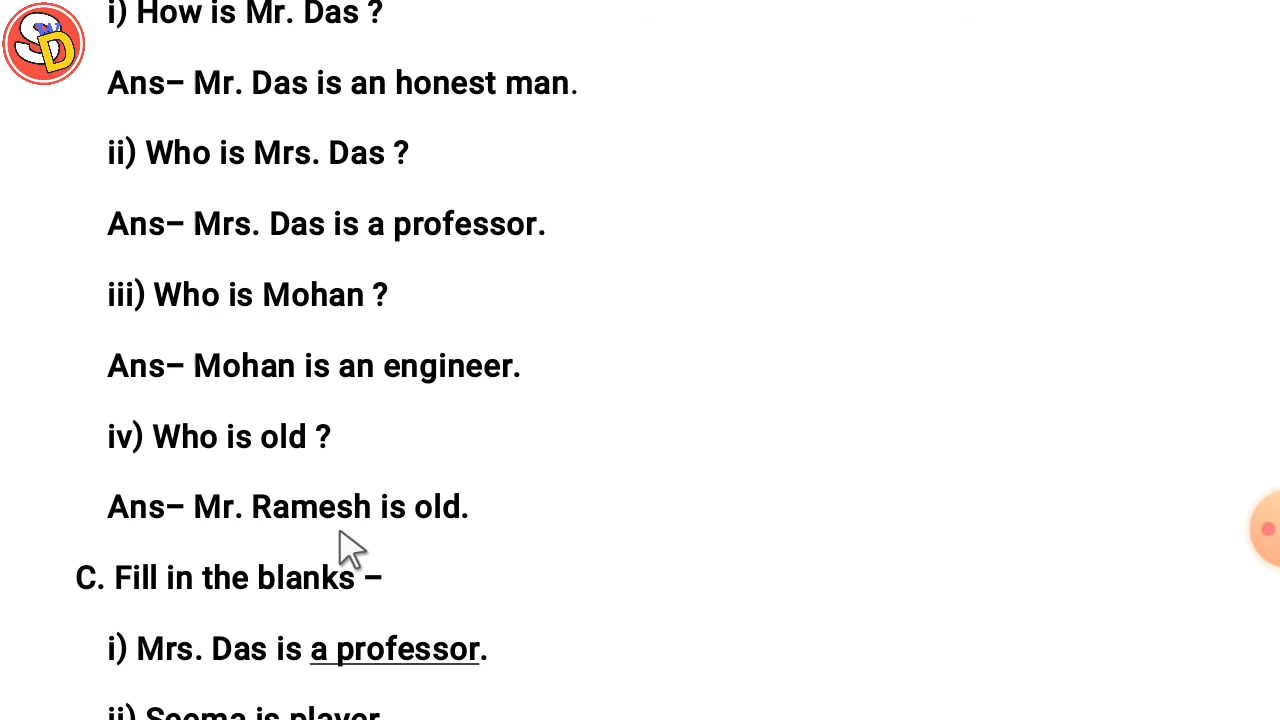 SD
i) How is Mr. Das ?
Ans– Mr. Das is an honest man.
ii) Who is Mrs. Das ?
Ans– Mrs. Das is a professor.
iii) Who is Mohan ?
Ans– Mohan is an engineer.
iv) Who is old ?
Ans– Mr. Ramesh is old.
C. Fill in the blanks –
i) Mrs. Das is a professor.
ii) Seema is player